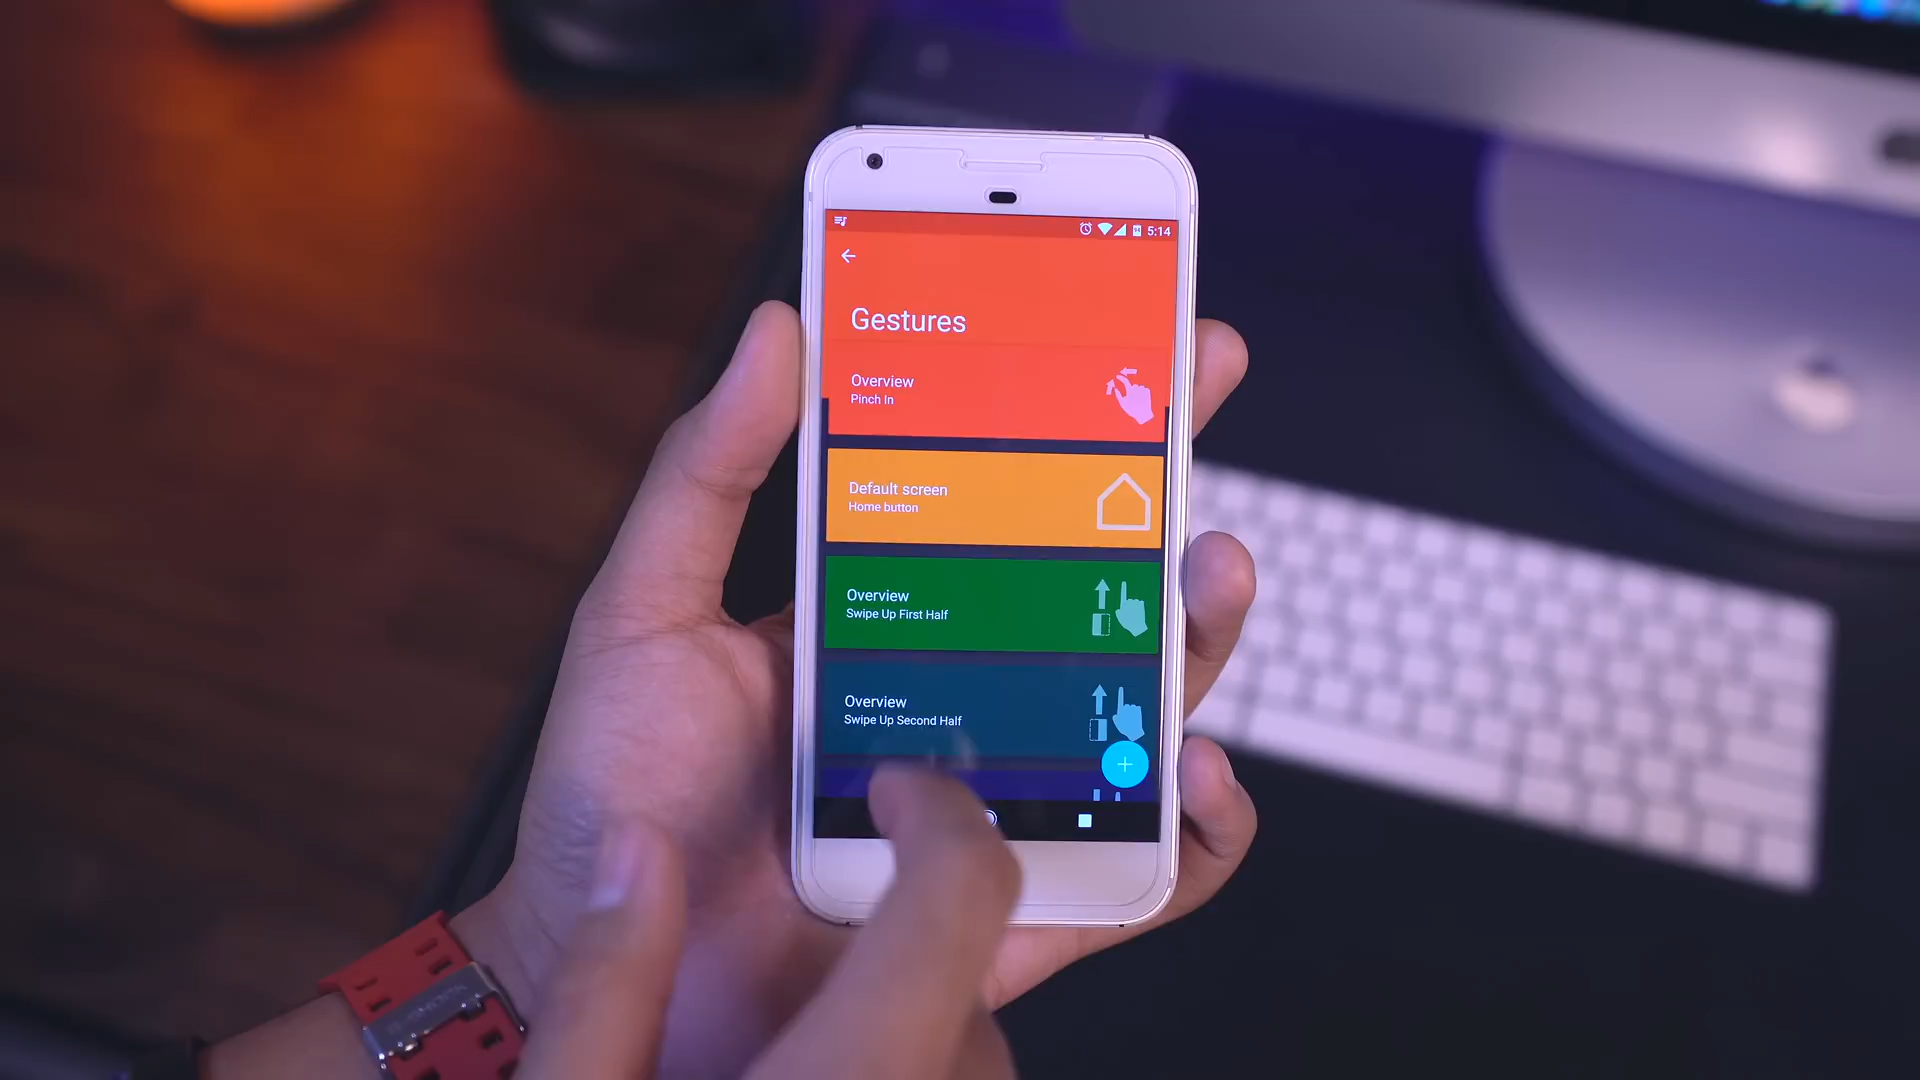 5:14
Gestures
Overview
Pinch In
Default screen
Home button
Overview
Swipe Up First Half
Overview
Swipe Up Second Half